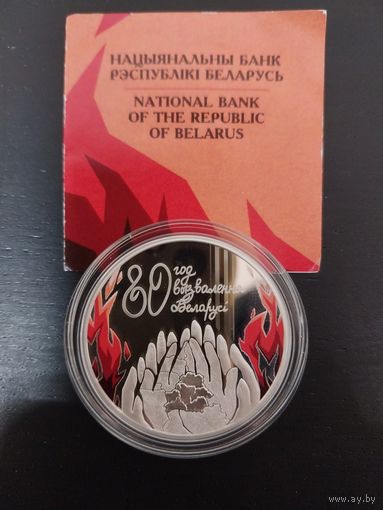 НАЦЫЯНАЛЬНЫ БАНК
РЭСПУБЛІКІ БЕЛАРУСЬ
NATIONAL BANK
OF THE REPUBLIC
OF BELARUS
80 год
вызвалення
Беларусі
www.ay.by